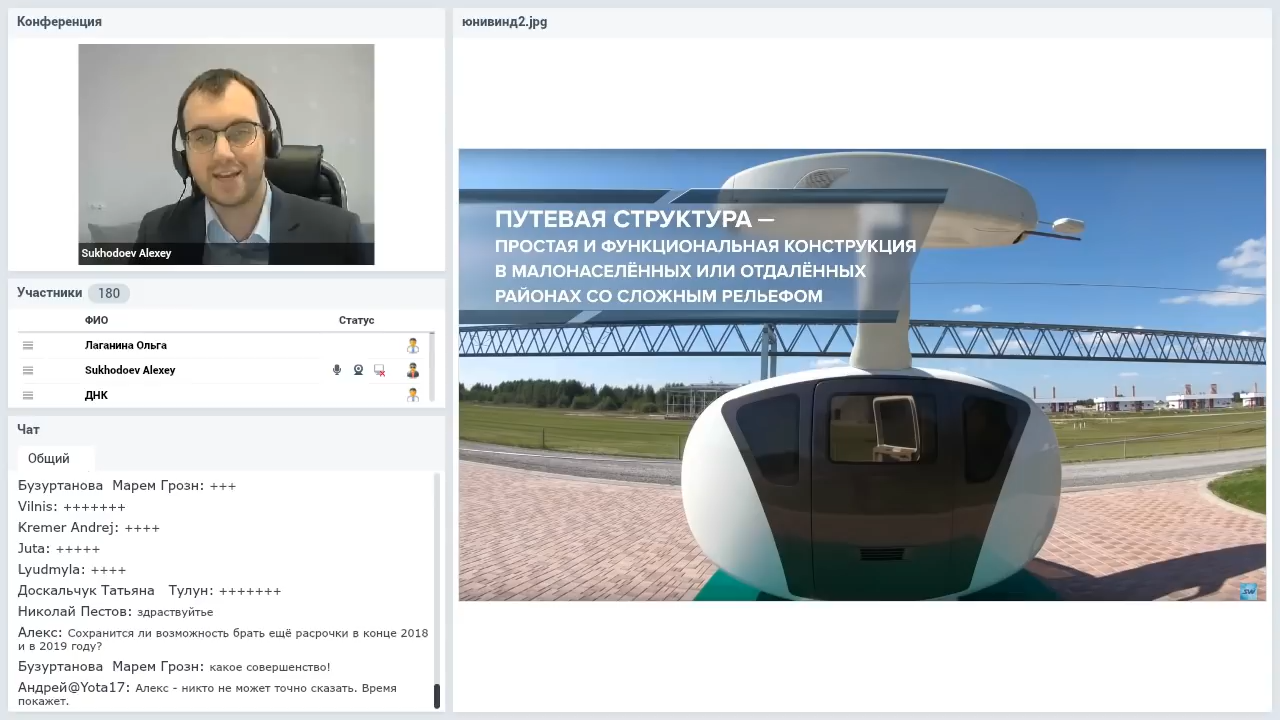 Конференция
Sukhodoev Alexey
Участники 180
ФИО Статус
Лаганина Ольга
Sukhodoev Alexey
ДНК
Чат
Общий
Бузуртанова Марем Грозн: +++
Vilnis: +++++++
Kremer Andrej: ++++
Juta: +++++
Lyudmyla: ++++
Доскальчук Татьяна Тулун: +++++++
Николай Пестов: здраствуйтье
Алекс: Сохранится ли возможность брать ещё расрочки в конце 2018
и в 2019 году?
Бузуртанова Марем Грозн: какое совершенство!
Андрей@Yota17: Алекс - никто не может точно сказать. Время
покажет.
юнивинд2.jpg
ПУТЕВАЯ СТРУКТУРА —
ПРОСТАЯ И ФУНКЦИОНАЛЬНАЯ КОНСТРУКЦИЯ
В МАЛОНАСЕЛЁННЫХ ИЛИ ОТДАЛЁННЫХ
РАЙОНАХ СО СЛОЖНЫМ РЕЛЬЕФОМ
SW